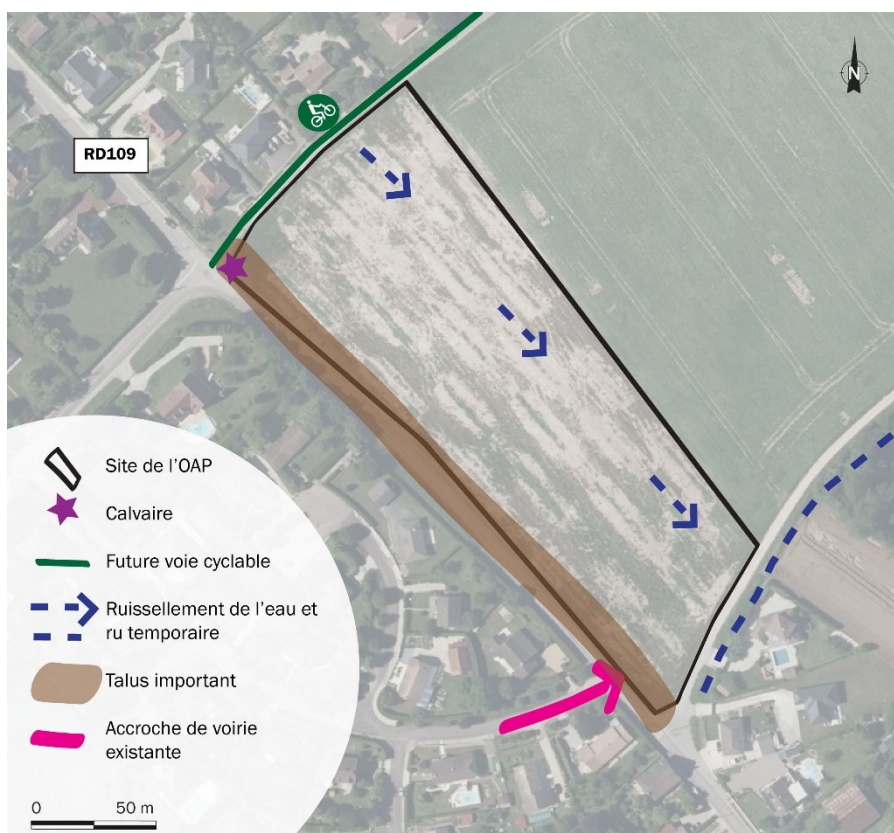 N
RD109
Site de l'OAP
Calvaire
Future voie cyclable
Ruissellement de l'eau et
ru temporaire
Talus important
Accroche de voirie
existante
0 50 m